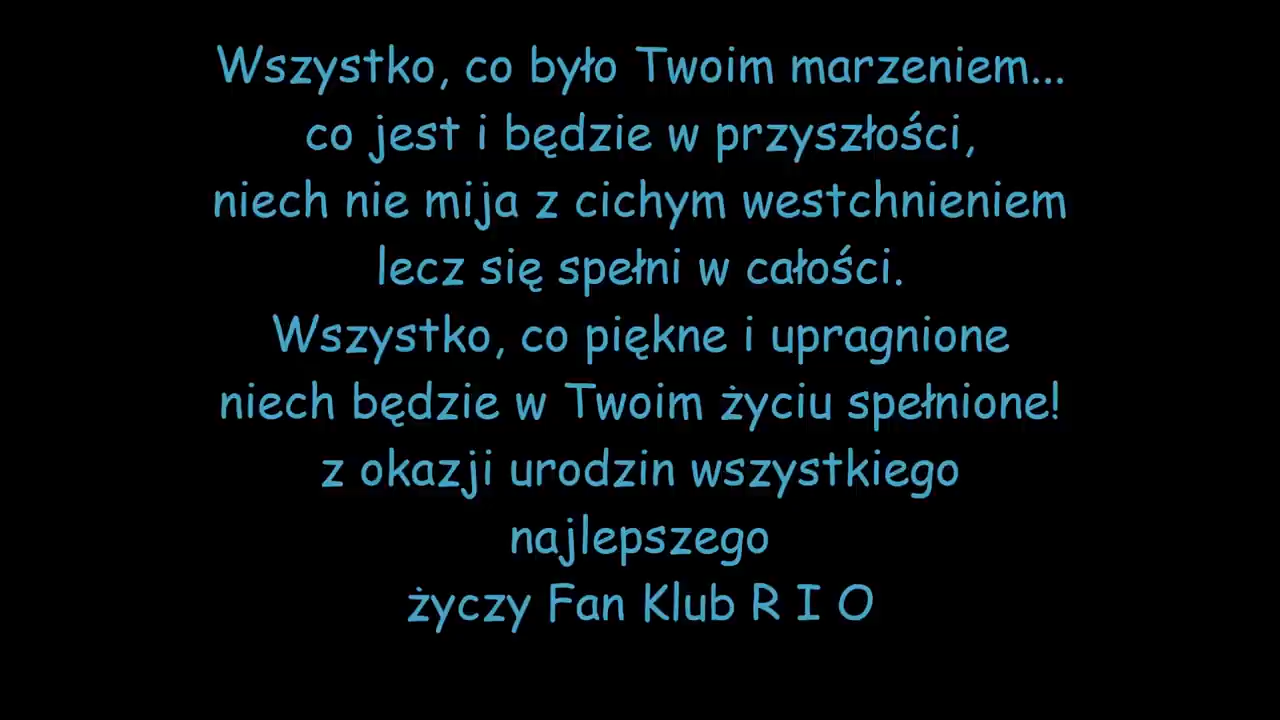 Wszystko, co było Twoim marzeniem...
co jest i będzie w przyszłości,
niech nie mija z cichym westchnieniem
lecz się spełni w całości.
Wszystko, co piękne i upragnione
niech będzie w Twoim życiu spełnione!
z okazji urodzin wszystkiego
najlepszego
życzy Fan Klub R I O